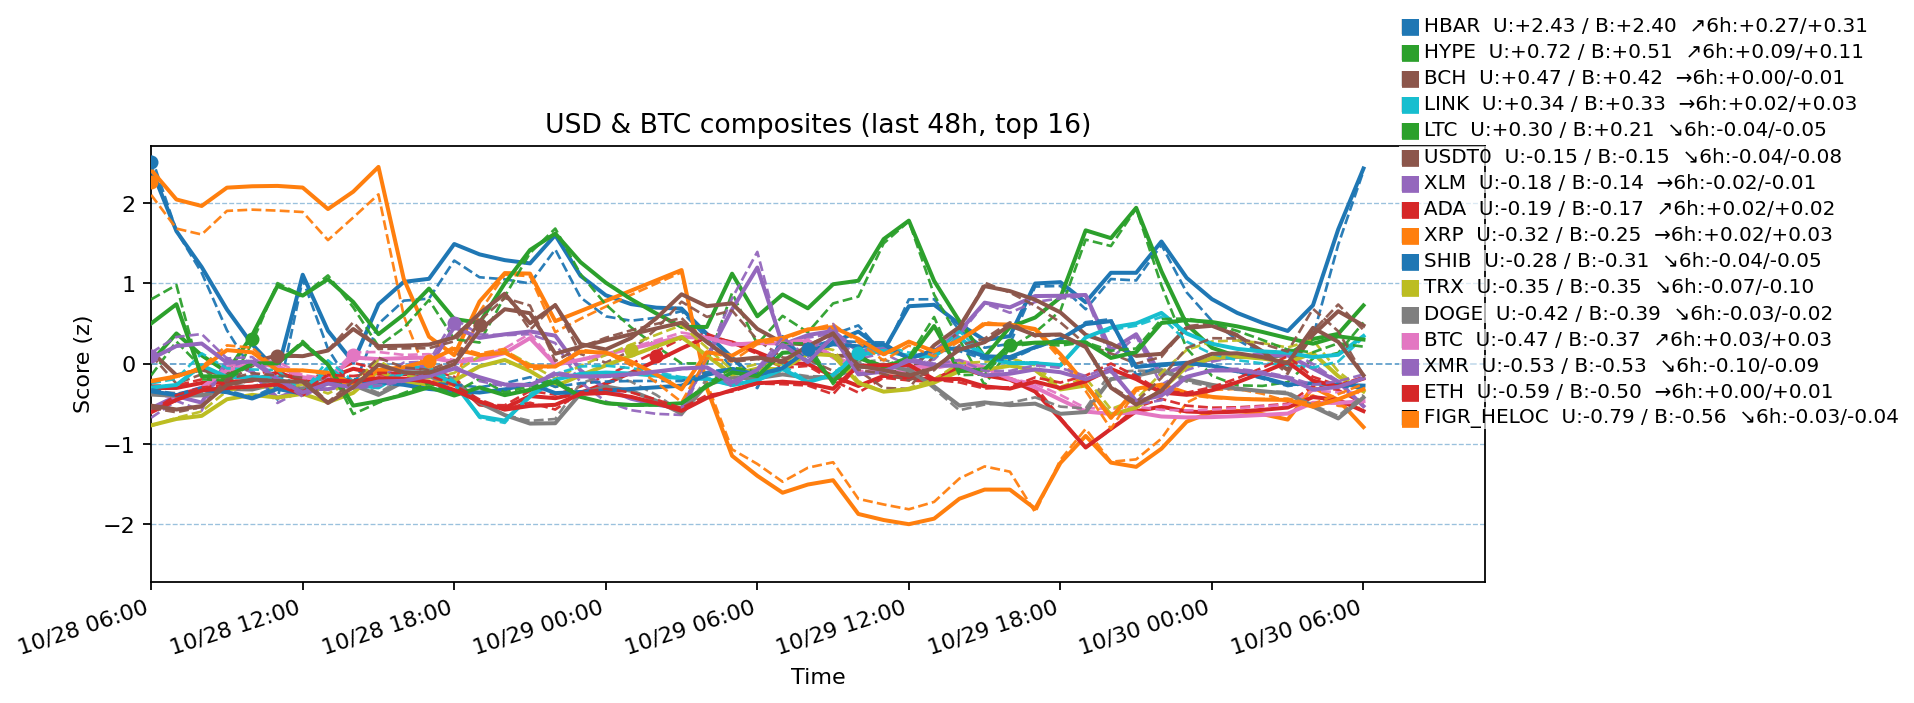 HBAR  U:+2.43 / B:+2.40  ↗6h:+0.27/+0.31
HYPE  U:+0.72 / B:+0.51  ↗6h:+0.09/+0.11
BCH  U:+0.47 / B:+0.42  →6h:+0.00/-0.01
LINK  U:+0.34 / B:+0.33  →6h:+0.02/+0.03
LTC  U:+0.30 / B:+0.21  ↘6h:-0.04/-0.05
USDT0  U:-0.15 / B:-0.15  ↘6h:-0.04/-0.08
XLM  U:-0.18 / B:-0.14  →6h:-0.02/-0.01
ADA  U:-0.19 / B:-0.17  ↗6h:+0.02/+0.02
XRP  U:-0.32 / B:-0.25  →6h:+0.02/+0.03
SHIB  U:-0.28 / B:-0.31  ↘6h:-0.04/-0.05
TRX  U:-0.35 / B:-0.35  ↘6h:-0.07/-0.10
DOGE  U:-0.42 / B:-0.39  ↘6h:-0.03/-0.02
BTC  U:-0.47 / B:-0.37  ↗6h:+0.03/+0.03
XMR  U:-0.53 / B:-0.53  ↘6h:-0.10/-0.09
ETH  U:-0.59 / B:-0.50  →6h:+0.00/+0.01
FIGR_HELOC  U:-0.79 / B:-0.56  ↘6h:-0.03/-0.04
USD & BTC composites (last 48h, top 16)
Score (z)
2
1
0
−1
−2
10/28 06:00
10/28 12:00
10/28 18:00
10/29 00:00
10/29 06:00
10/29 12:00
10/29 18:00
10/30 00:00
10/30 06:00
Time